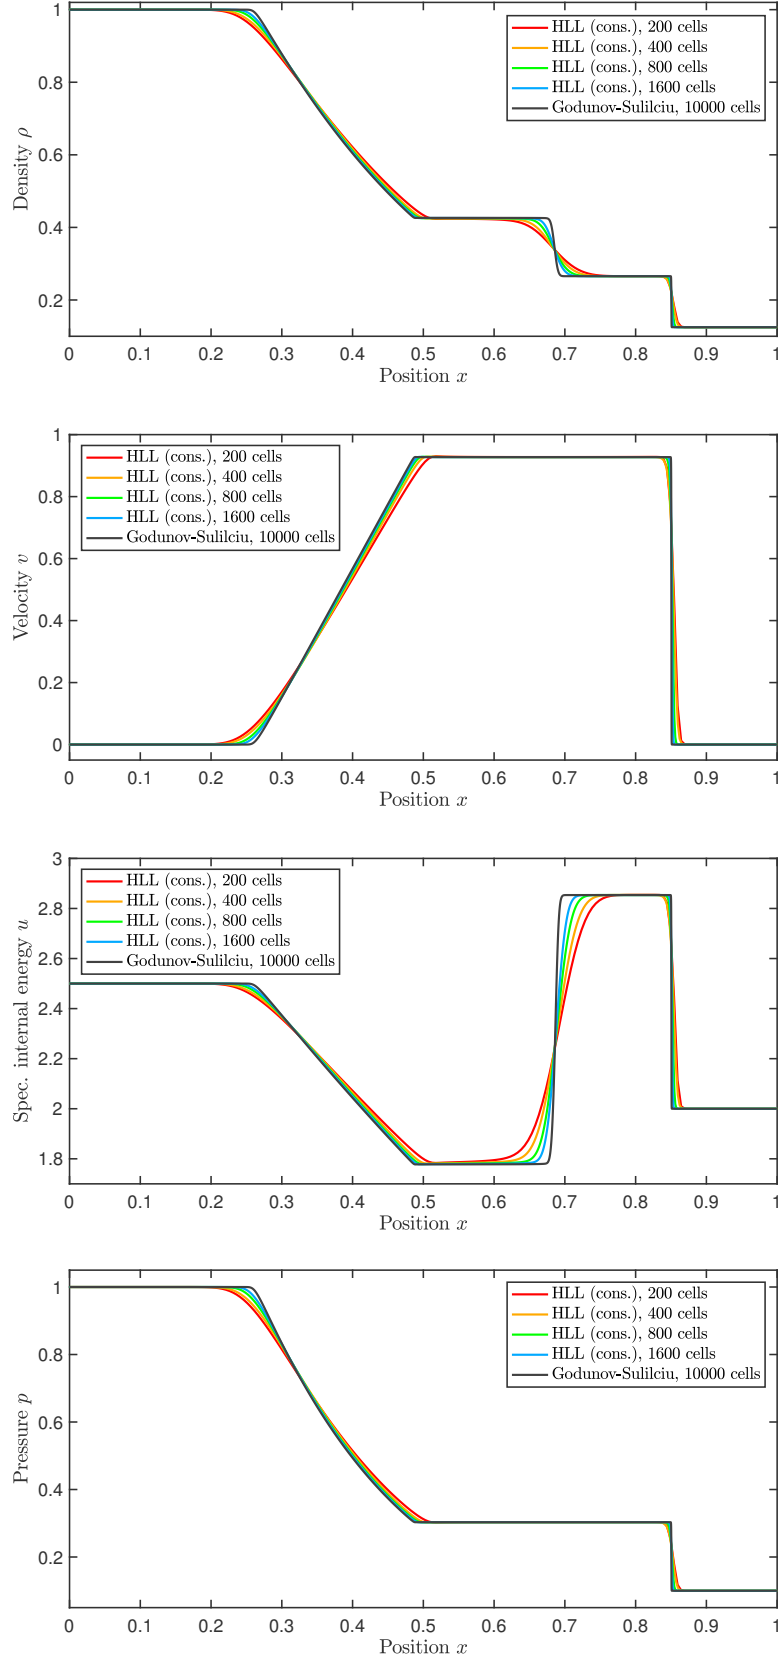 1
0.8
0.6
0.4
0.2
Density ρ
HLL (cons.), 200 cells
HLL (cons.), 400 cells
HLL (cons.), 800 cells
HLL (cons.), 1600 cells
Godunov-Sulilciu, 10000 cells
0 0.1 0.2 0.3 0.4 0.5 0.6 0.7 0.8 0.9 1
Position x
1
0.8
0.6
0.4
0.2
0
Velocity v
HLL (cons.), 200 cells
HLL (cons.), 400 cells
HLL (cons.), 800 cells
HLL (cons.), 1600 cells
Godunov-Sulilciu, 10000 cells
0 0.1 0.2 0.3 0.4 0.5 0.6 0.7 0.8 0.9 1
Position x
3
2.8
2.6
2.4
2.2
2
1.8
Spec. internal energy u
HLL (cons.), 200 cells
HLL (cons.), 400 cells
HLL (cons.), 800 cells
HLL (cons.), 1600 cells
Godunov-Sulilciu, 10000 cells
0 0.1 0.2 0.3 0.4 0.5 0.6 0.7 0.8 0.9 1
Position x
1
0.8
0.6
0.4
0.2
Pressure p
HLL (cons.), 200 cells
HLL (cons.), 400 cells
HLL (cons.), 800 cells
HLL (cons.), 1600 cells
Godunov-Sulilciu, 10000 cells
0 0.1 0.2 0.3 0.4 0.5 0.6 0.7 0.8 0.9 1
Position x